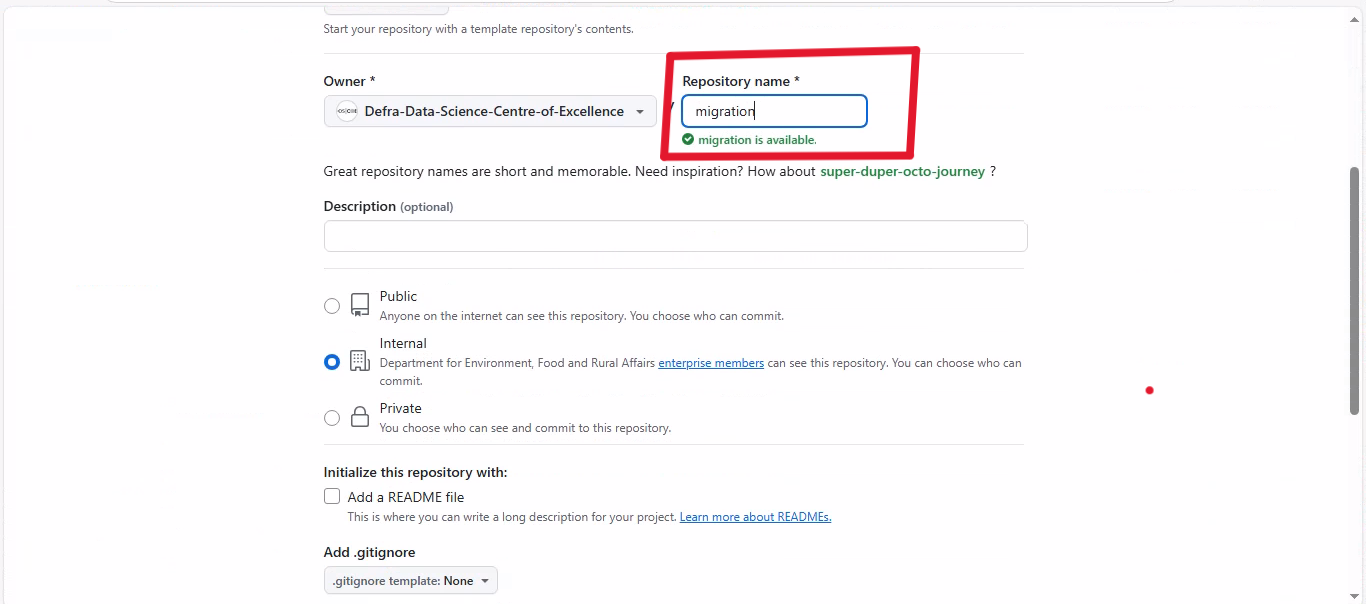 Start your repository with a template repository's contents.
Owner *
Repository name *
Defra-Data-Science-Centre-of-Excellence
/
migration
migration is available.
Great repository names are short and memorable. Need inspiration? How about super-duper-octo-journey ?
Description (optional)
Public
Anyone on the internet can see this repository. You choose who can commit.
Internal
Department for Environment, Food and Rural Affairs enterprise members can see this repository. You can choose who can
commit.
Private
You choose who can see and commit to this repository.
Initialize this repository with:
Add a README file
This is where you can write a long description for your project. Learn more about READMEs.
Add .gitignore
.gitignore template: None